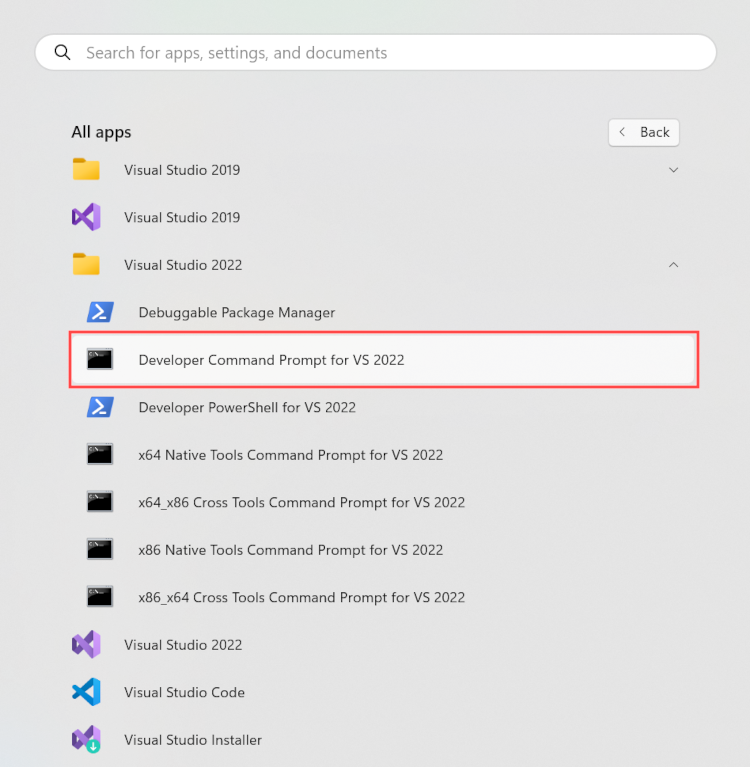 Search for apps, settings, and documents
All apps
Back
Visual Studio 2019
Visual Studio 2019
Visual Studio 2022
Debuggable Package Manager
Developer Command Prompt for VS 2022
Developer PowerShell for VS 2022
x64 Native Tools Command Prompt for VS 2022
x64_x86 Cross Tools Command Prompt for VS 2022
x86 Native Tools Command Prompt for VS 2022
x86_x64 Cross Tools Command Prompt for VS 2022
Visual Studio 2022
Visual Studio Code
Visual Studio Installer